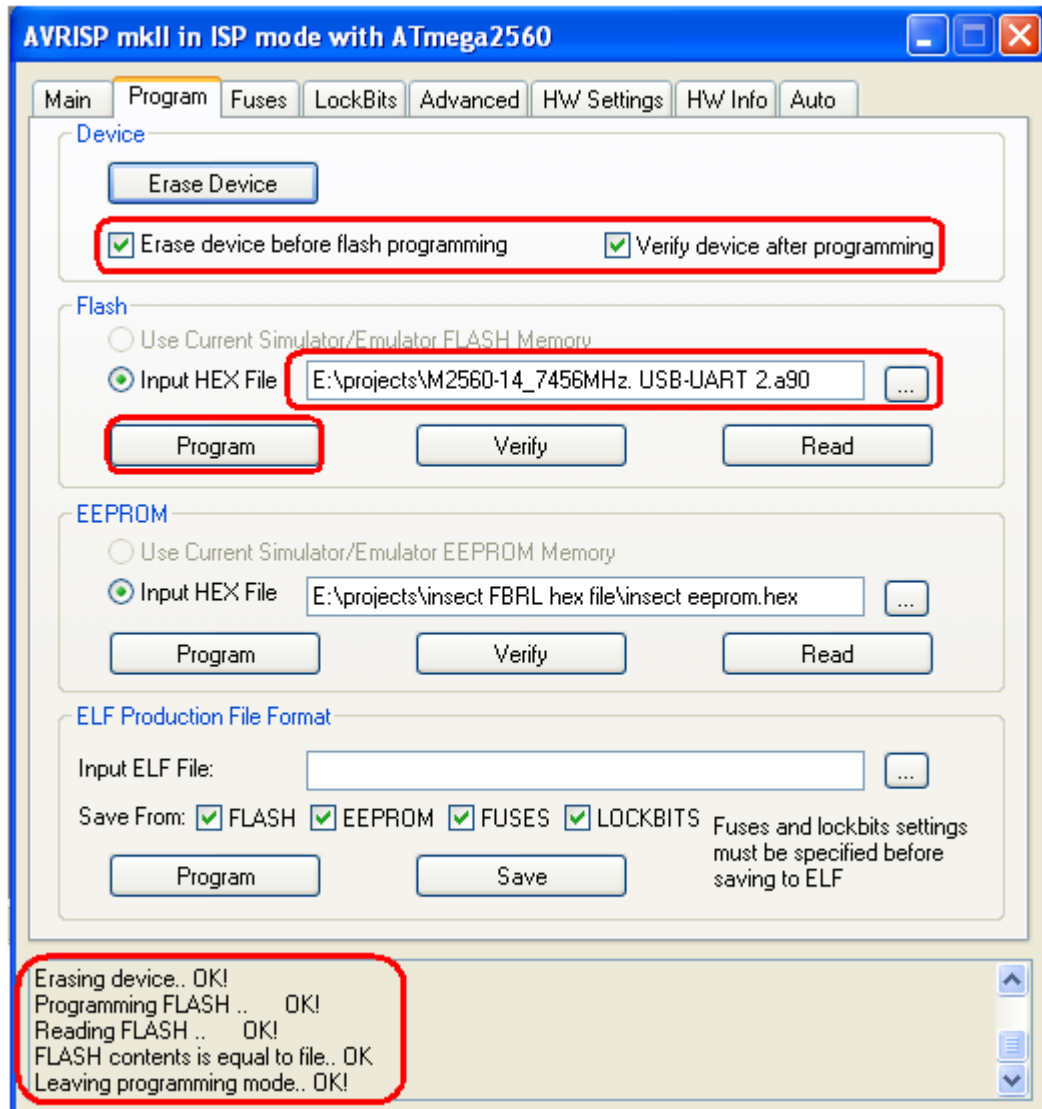 AVRISP mkII in ISP mode with ATmega2560
Main Program Fuses LockBits Advanced HW Settings HW Info Auto
Device
Erase Device
Erase device before flash programming Verify device after programming
Flash
Use Current Simulator/Emulator FLASH Memory
Input HEX File E:\projects\M2560-14_7456MHz. USB-UART 2.a90 ...
Program Verify Read
EEPROM
Use Current Simulator/Emulator EEPROM Memory
Input HEX File E:\projects\insect FBRL hex file\insect eeprom.hex ...
Program Verify Read
ELF Production File Format
Input ELF File: ...
Save From: FLASH EEPROM FUSES LOCKBITS Fuses and lockbits settings
must be specified before
Program Save saving to ELF
Erasing device.. OK!
Programming FLASH .. OK!
Reading FLASH .. OK!
FLASH contents is equal to file.. OK
Leaving programming mode.. OK!